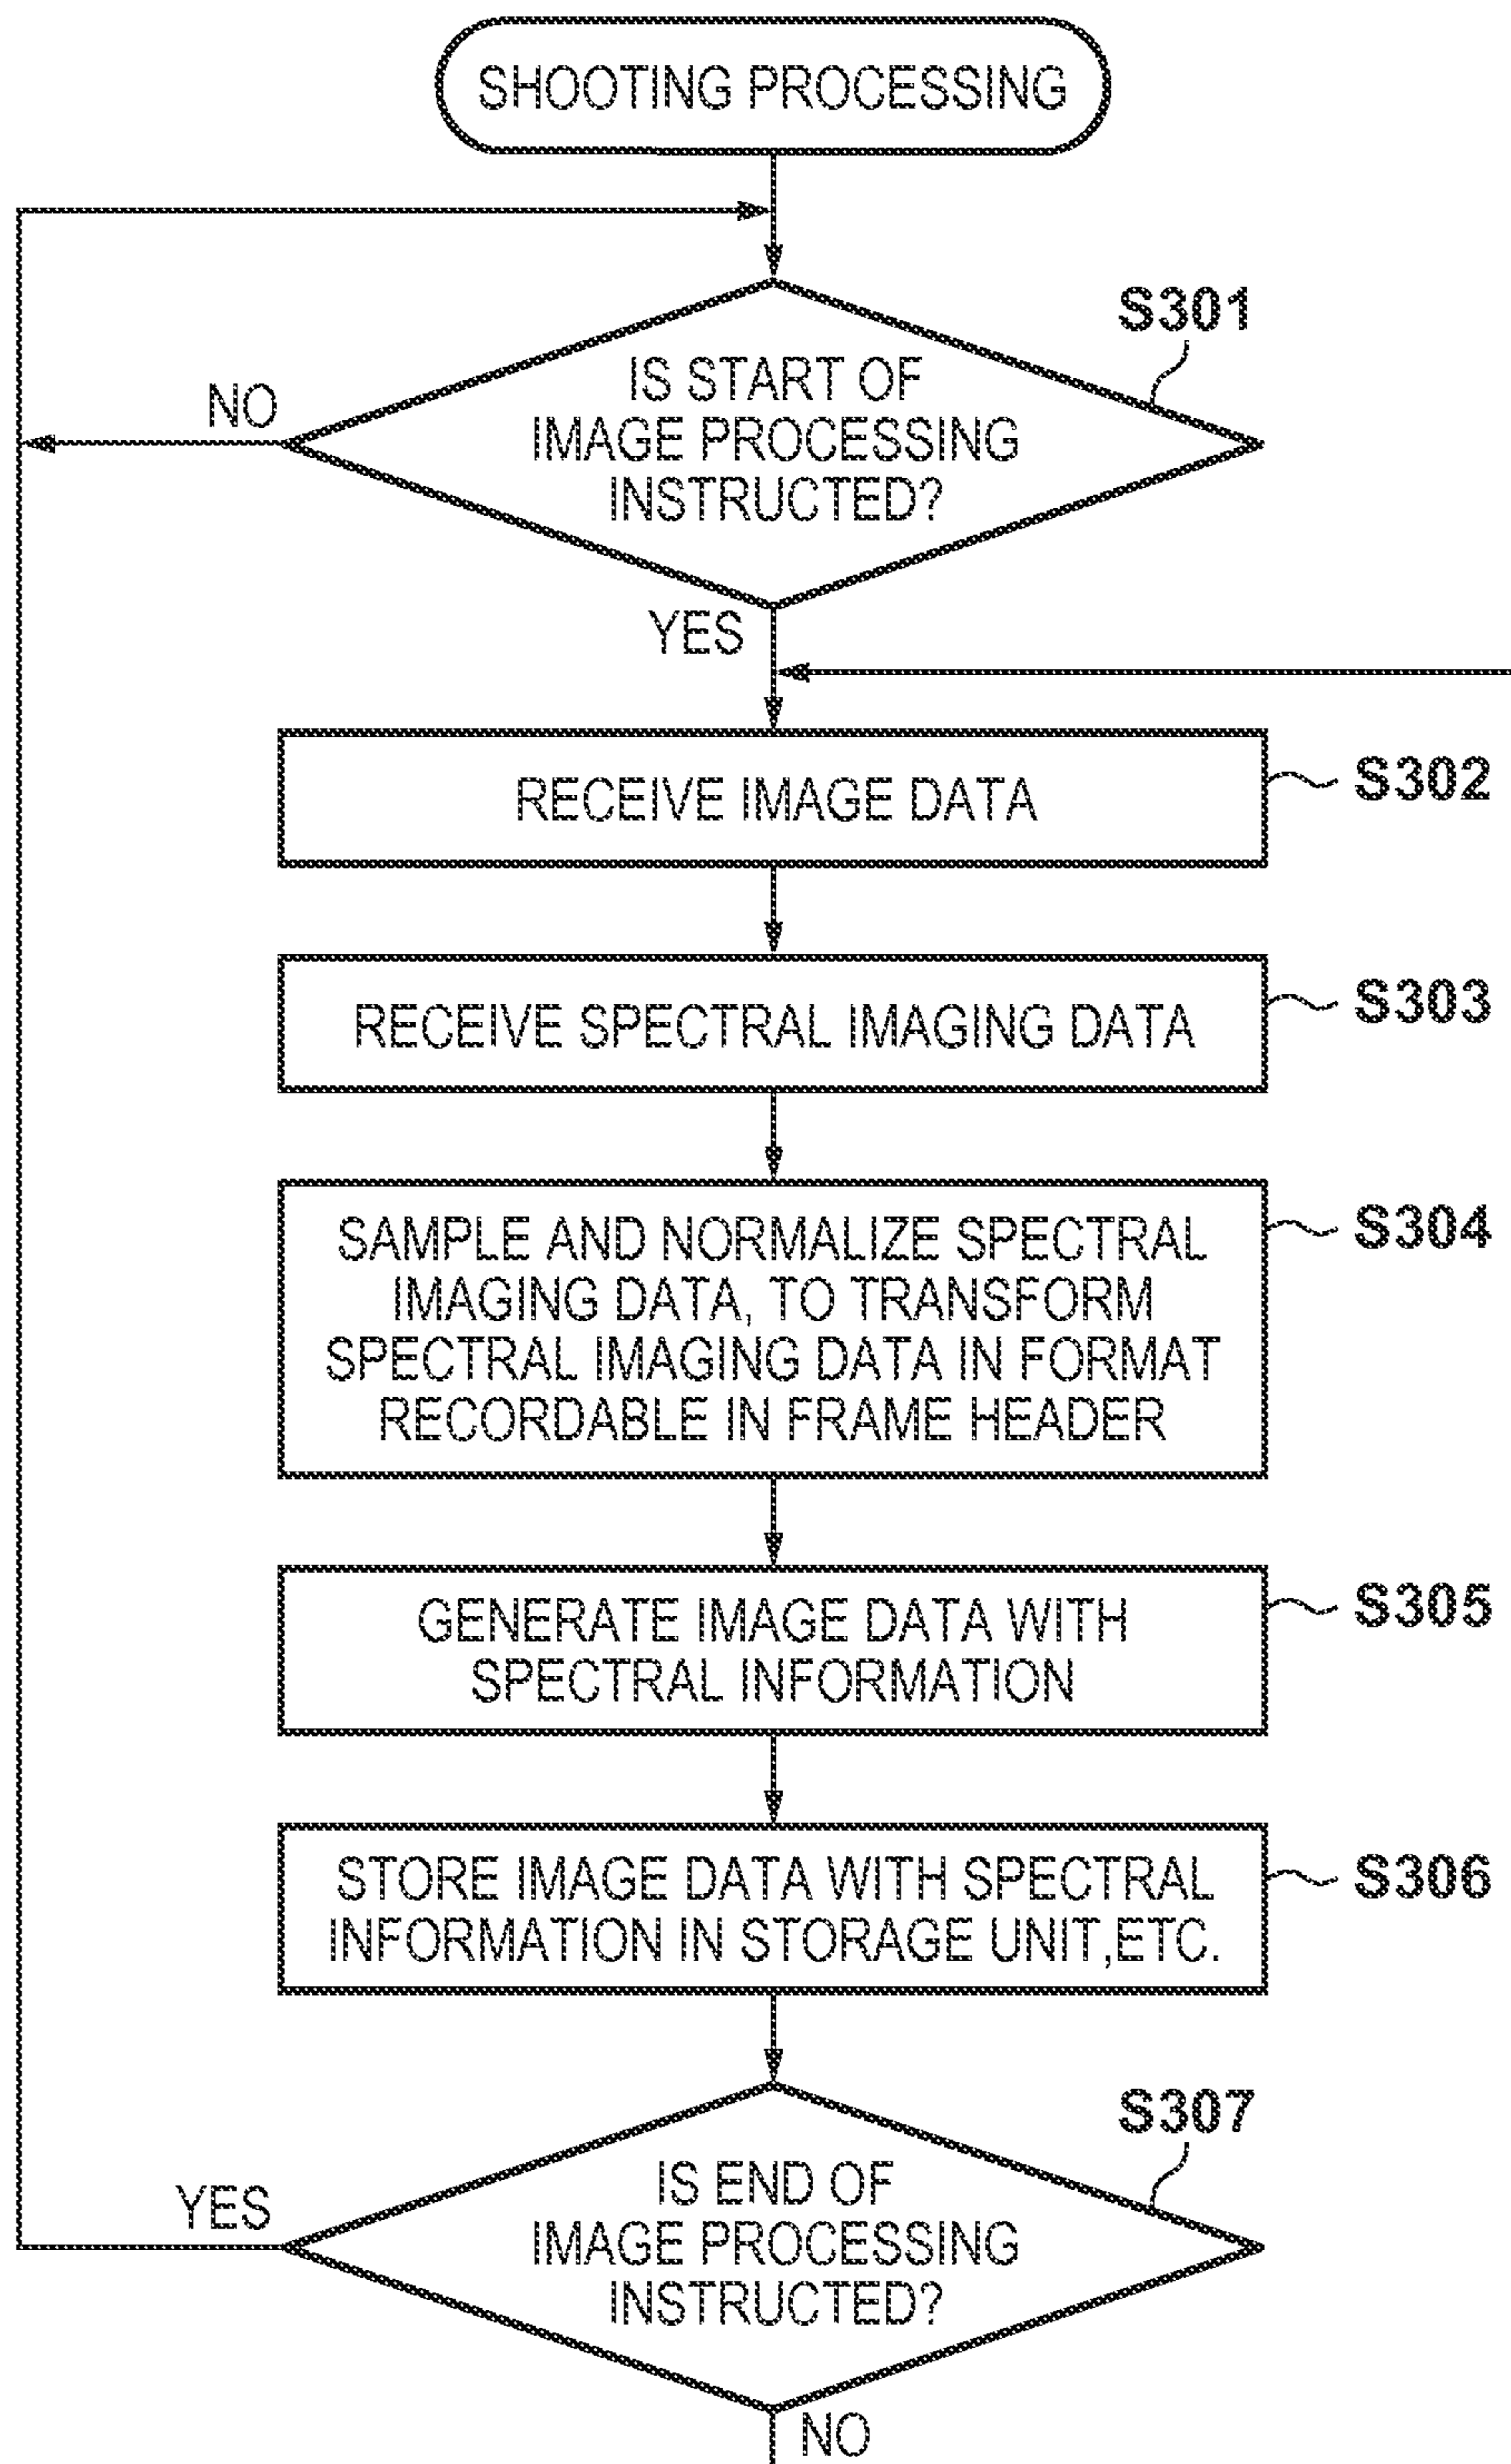 SHOOTING PROCESSING
S301
IS START OF
IMAGE PROCESSING
INSTRUCTED?
NO
YES
RECEIVE IMAGE DATA
S302
RECEIVE SPECTRAL IMAGING DATA
S303
SAMPLE AND NORMALIZE SPECTRAL
IMAGING DATA, TO TRANSFORM
SPECTRAL IMAGING DATA IN FORMAT
RECORDABLE IN FRAME HEADER
S304
GENERATE IMAGE DATA WITH
SPECTRAL INFORMATION
S305
STORE IMAGE DATA WITH SPECTRAL
INFORMATION IN STORAGE UNIT,ETC.
S306
S307
IS END OF
IMAGE PROCESSING
INSTRUCTED?
YES
NO